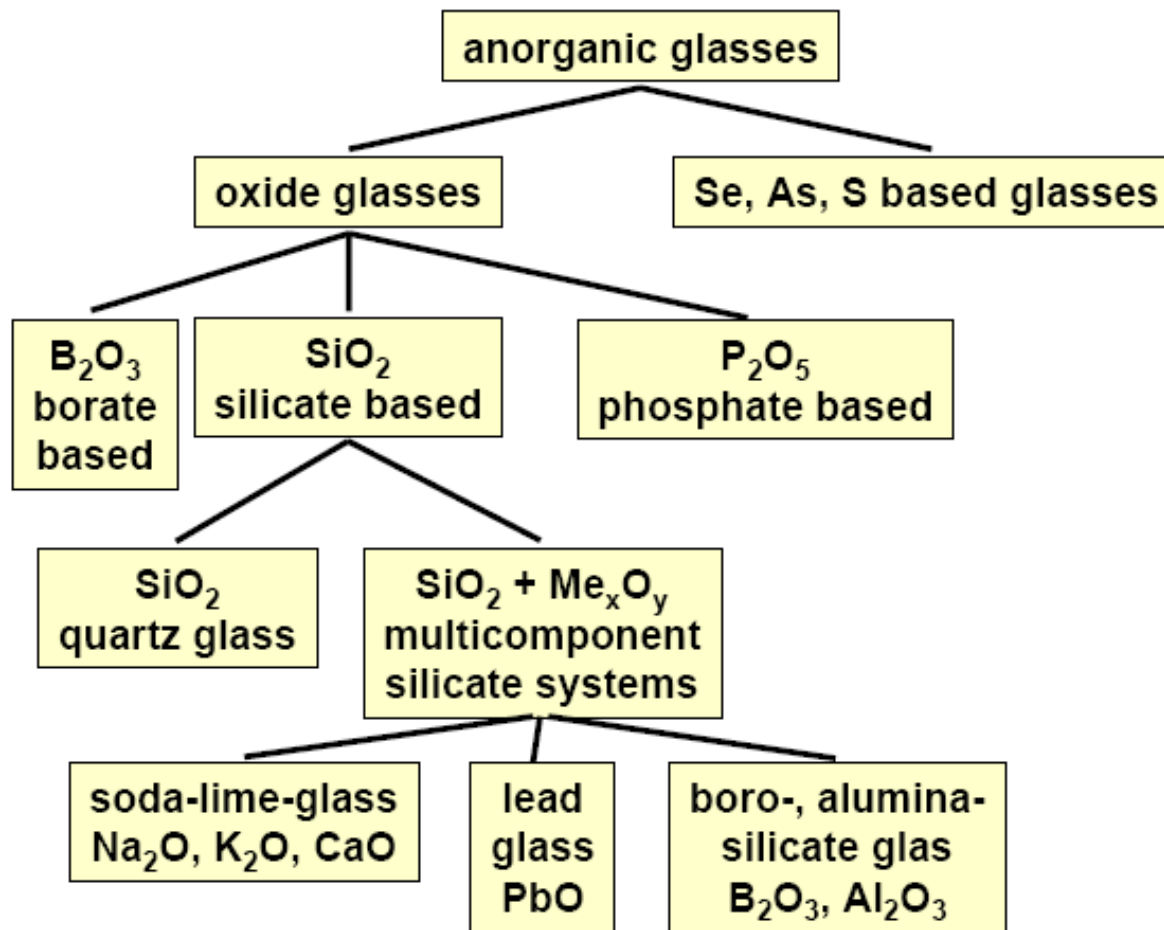 anorganic glasses
oxide glasses
Se, As, S based glasses
B₂O₃
borate
based
SiO₂
silicate based
P₂O₅
phosphate based
SiO₂
quartz glass
SiO₂ + MeₓOᵧ
multicomponent
silicate systems
soda-lime-glass
Na₂O, K₂O, CaO
lead
glass
PbO
boro-, alumina-
silicate glas
B₂O₃, Al₂O₃